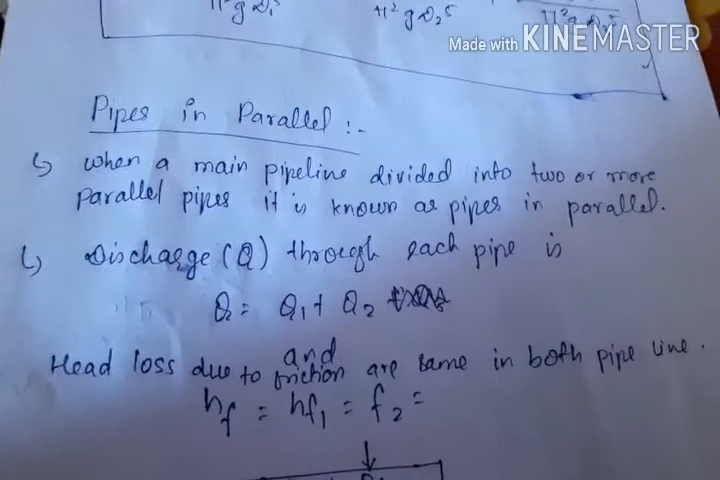 π²gD₁⁵ π²gD₂⁵
Made with KINEMASTER
Pipes in Parallel :-
↳ when a main pipeline divided into two or more
Parallel pipes it is known as pipes in parallel.
↳ Discharge (Q) through each pipe is
Q = Q₁ + Q₂
and
Head loss due to friction are same in both pipe line.
hf = hf₁ = f₂ =